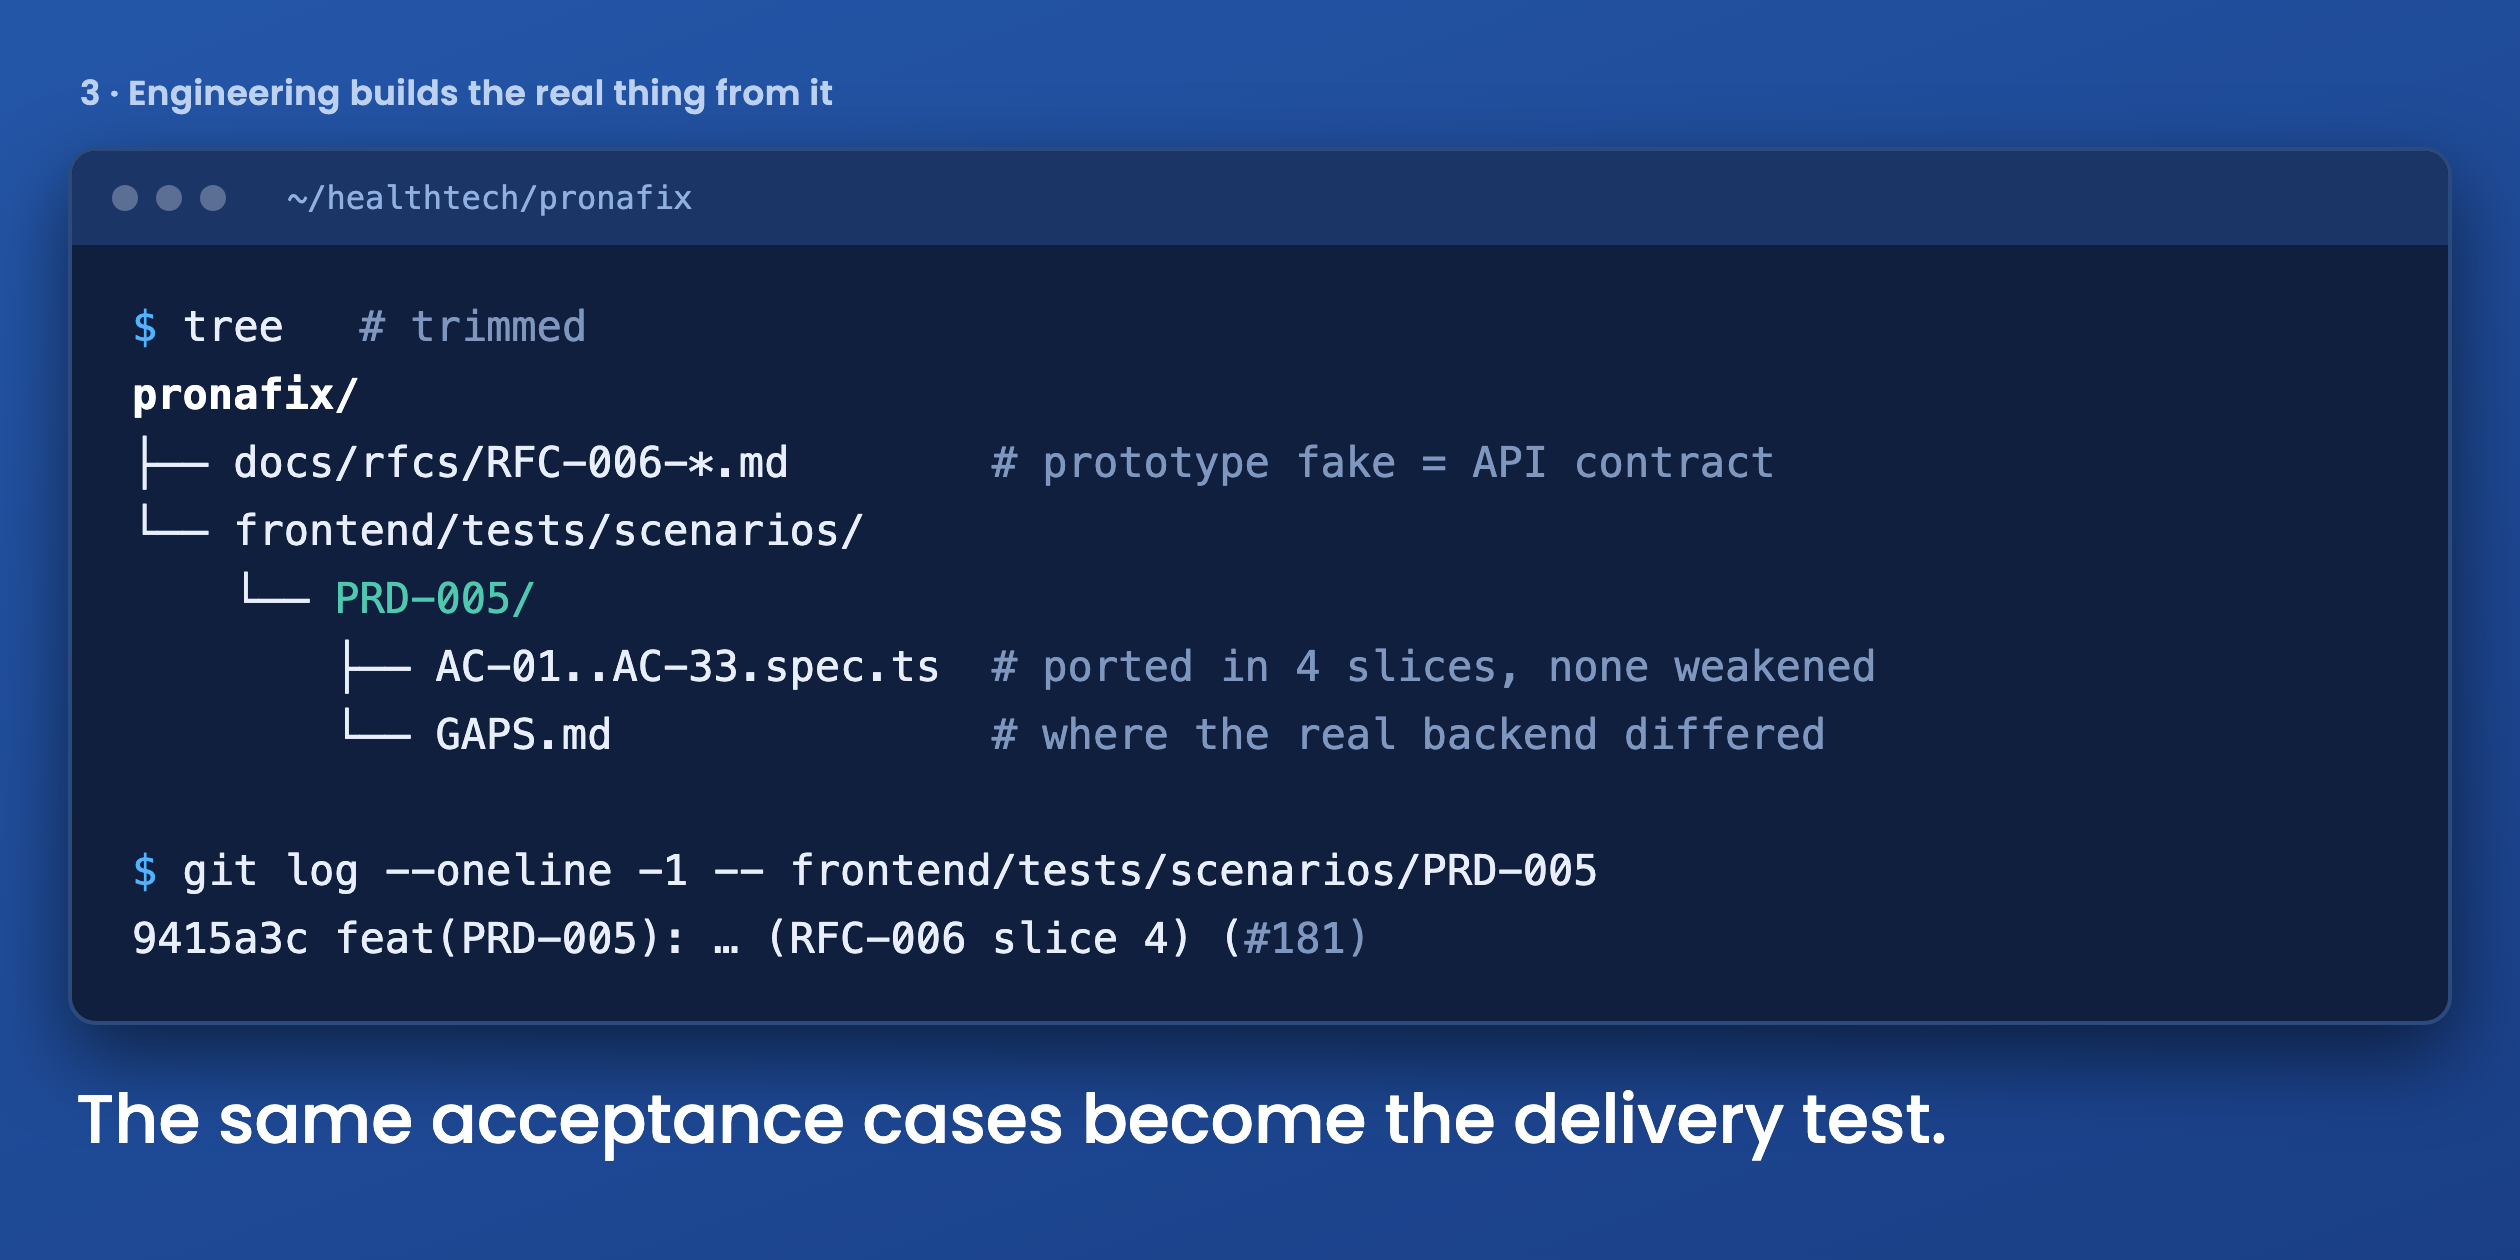 3 · Engineering builds the real thing from it
~/healthtech/pronafix
$ tree   # trimmed
pronafix/
├── docs/rfcs/RFC-006-*.md        # prototype fake = API contract
└── frontend/tests/scenarios/
    └── PRD-005/
        ├── AC-01..AC-33.spec.ts  # ported in 4 slices, none weakened
        └── GAPS.md               # where the real backend differed
$ git log --oneline -1 -- frontend/tests/scenarios/PRD-005
9415a3c feat(PRD-005): … (RFC-006 slice 4) (#181)
The same acceptance cases become the delivery test.